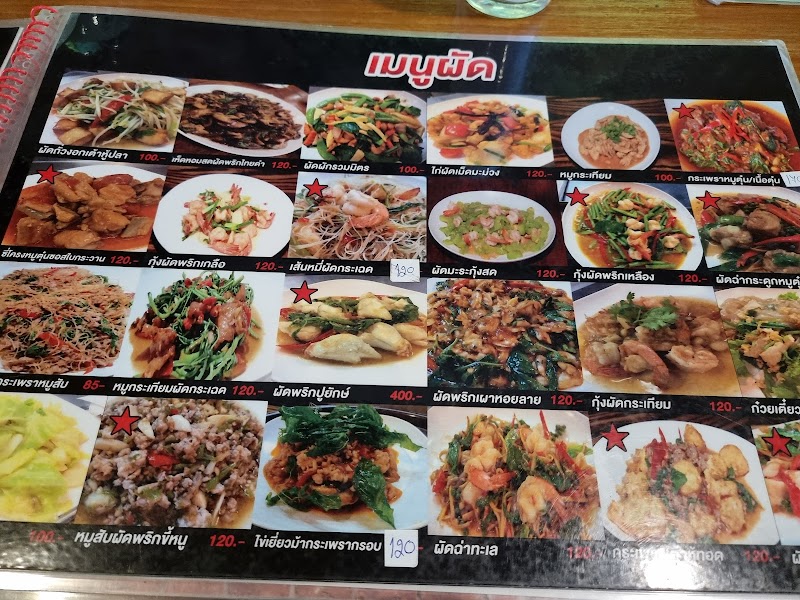 เมนูผัด
ผัดถั่วงอกเต้าหู้ปลา 100.-
เห็ดหอมสดผัดพริกไทยดำ 120.-
ผัดผักรวมมิตร 100.-
ไก่ผัดเม็ดมะม่วง 120.-
หมูกระเทียม 100.-
กระเพราหมูตุ๋น/เนื้อตุ๋น
ซี่โครงหมูตุ๋นซอสใบกระวาน 120.-
กุ้งผัดพริกเกลือ 120.-
เส้นหมี่ผัดกระเฉด 120
ผัดมะระกุ้งสด 120.-
กุ้งผัดพริกเหลือง 120.-
ผัดฉ่ากระดูกหมู
กระเพราหมูสับ 85-
หมูกระเทียมผัดกระเฉด 120.-
ผัดพริกปูยักษ์ 400.-
ผัดพริกเผาหอยลาย 120.-
กุ้งผัดกระเทียม 120.-
ก๋วยเตี๋ยว
100.-
หมูสับผัดพริกขี้หนู 120.-
ไข่เยี่ยวม้ากระเพรากรอบ 120 -
ผัดฉ่าทะเล 120
120.-